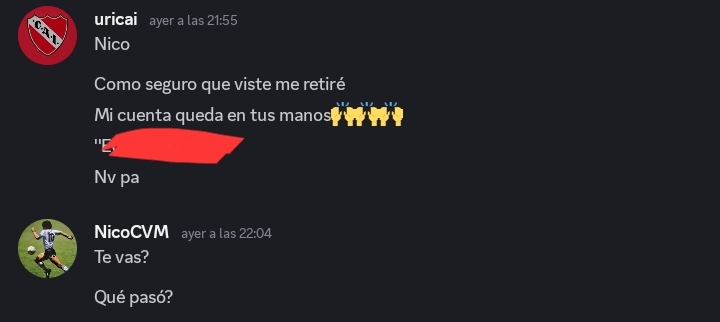 uricai ayer a las 21:55
Nico
Como seguro que viste me retiré
Mi cuenta queda en tus manos🙌🙌🙌
Nv pa
NicoCVM ayer a las 22:04
Te vas?
Qué pasó?